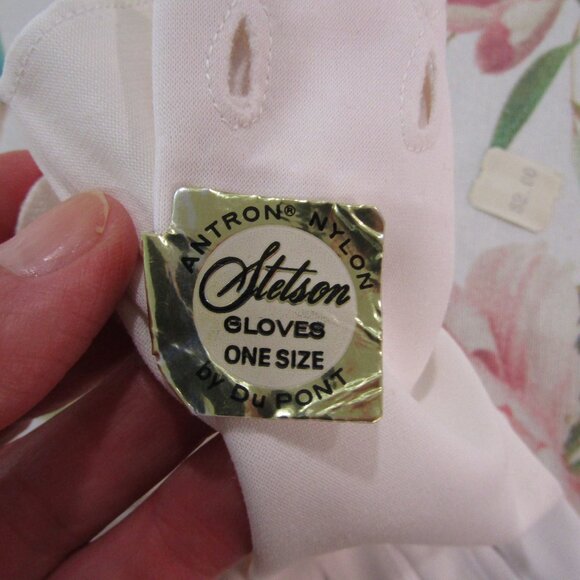 ANTRON® NYLON
Stetson
GLOVES
ONE SIZE
by Du PONT